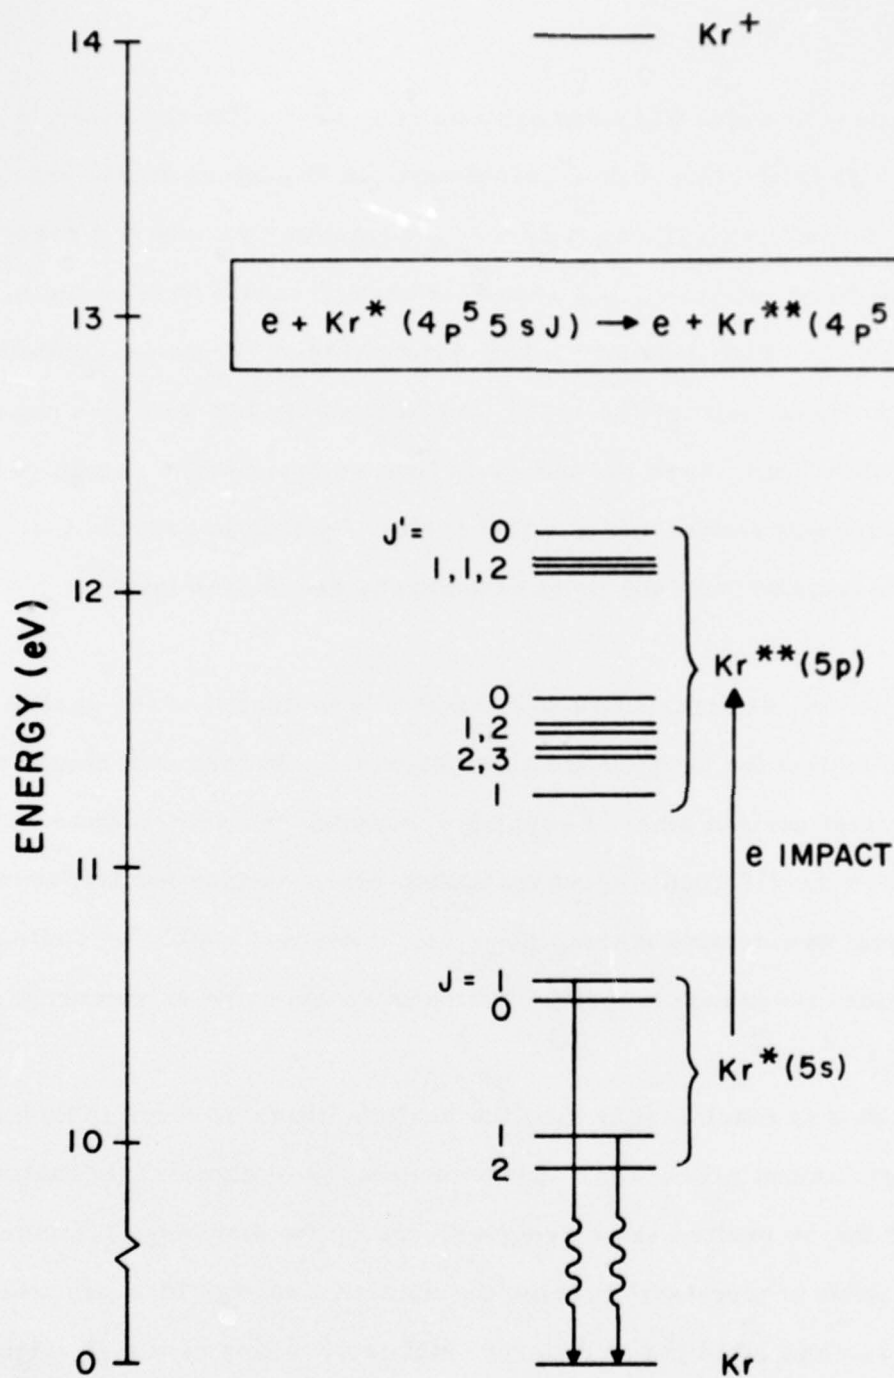 14
Kr+
13
e + Kr* (4p⁵ 5s J) → e + Kr** (4p⁵
J' = 0
1, 1, 2
12
Kr** (5p)
0
1, 2
2, 3
1
ENERGY (eV)
11
e IMPACT
J = 1
0
Kr* (5s)
1
10
2
0
Kr